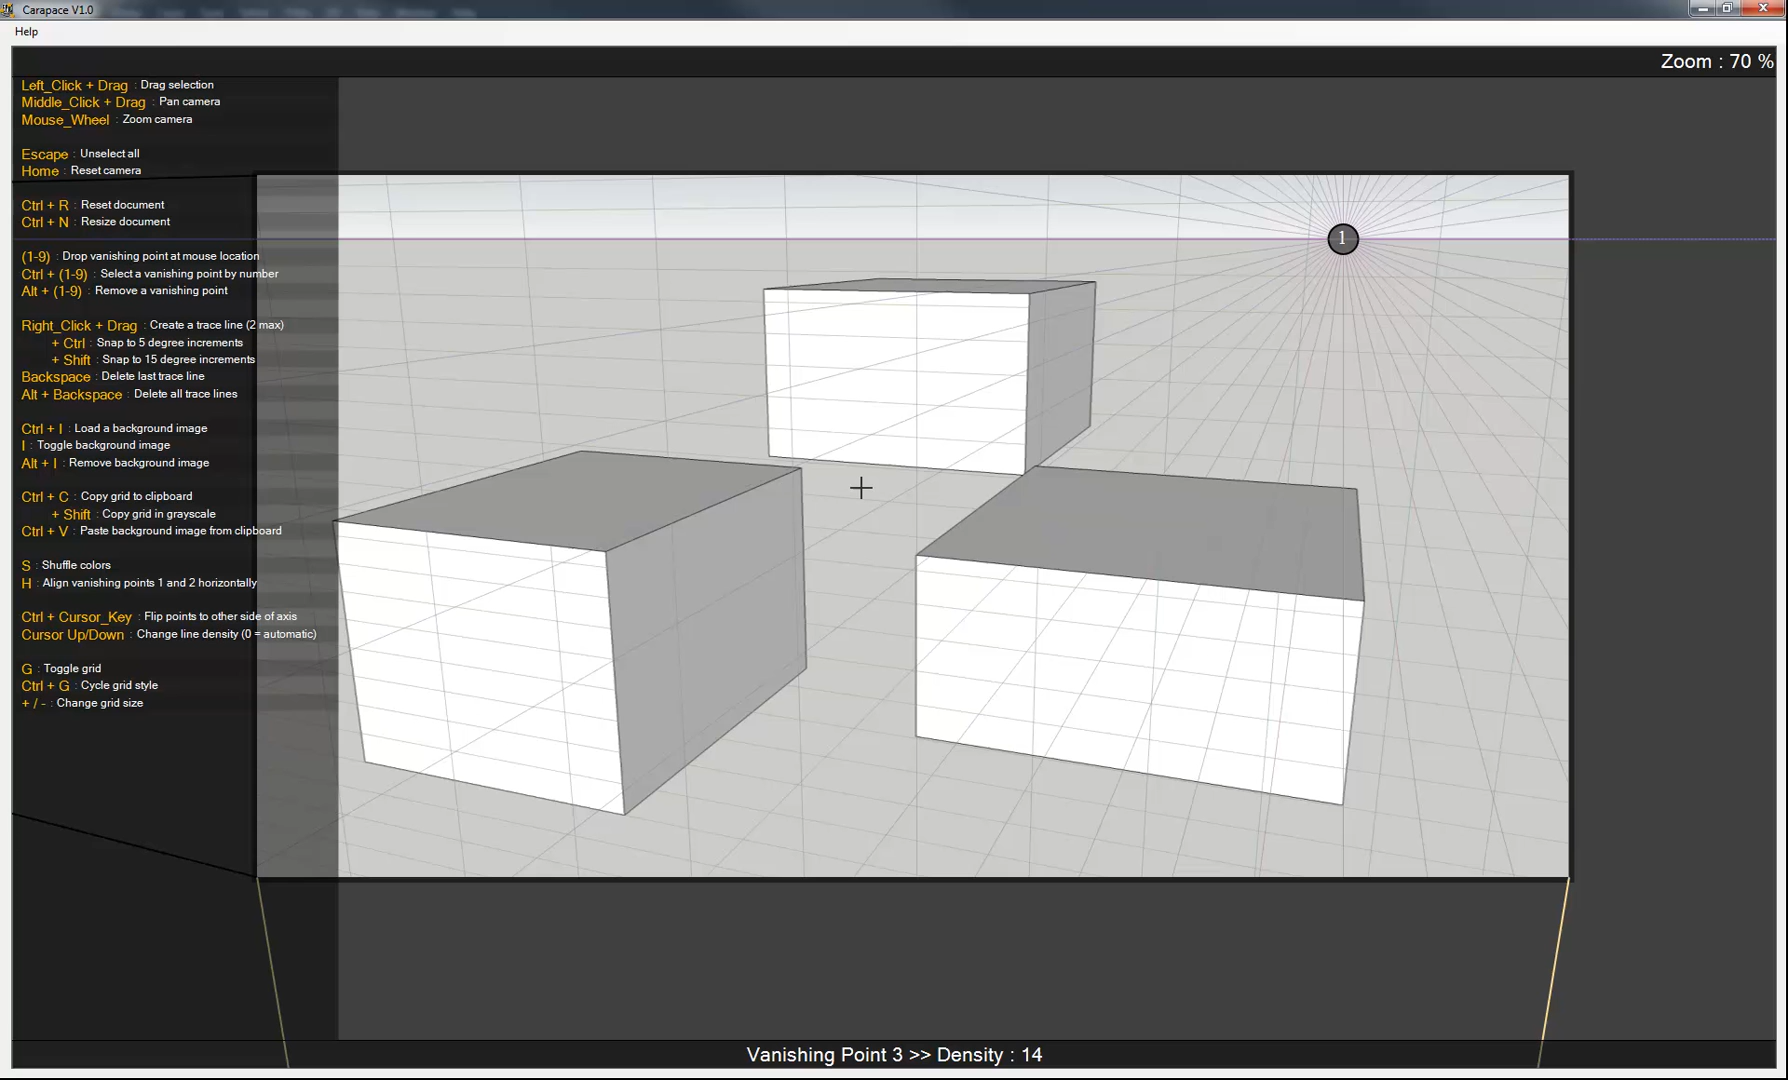 Carapace V1.0
Help
Zoom : 70 %
Left_Click + Drag : Drag selection
Middle_Click + Drag : Pan camera
Mouse_Wheel : Zoom camera
Escape : Unselect all
Home : Reset camera
Ctrl + R : Reset document
Ctrl + N : Resize document
(1-9) : Drop vanishing point at mouse location
Ctrl + (1-9) : Select a vanishing point by number
Alt + (1-9) : Remove a vanishing point
Right_Click + Drag : Create a trace line (2 max)
+ Ctrl : Snap to 5 degree increments
+ Shift : Snap to 15 degree increments
Backspace : Delete last trace line
Alt + Backspace : Delete all trace lines
Ctrl + I : Load a background image
I : Toggle background image
Alt + I : Remove background image
Ctrl + C : Copy grid to clipboard
+ Shift : Copy grid in grayscale
Ctrl + V : Paste background image from clipboard
S : Shuffle colors
H : Align vanishing points 1 and 2 horizontally
Ctrl + Cursor_Key : Flip points to other side of axis
Cursor Up/Down : Change line density (0 = automatic)
G : Toggle grid
Ctrl + G : Cycle grid style
+ / - : Change grid size
1
Vanishing Point 3 >> Density : 14